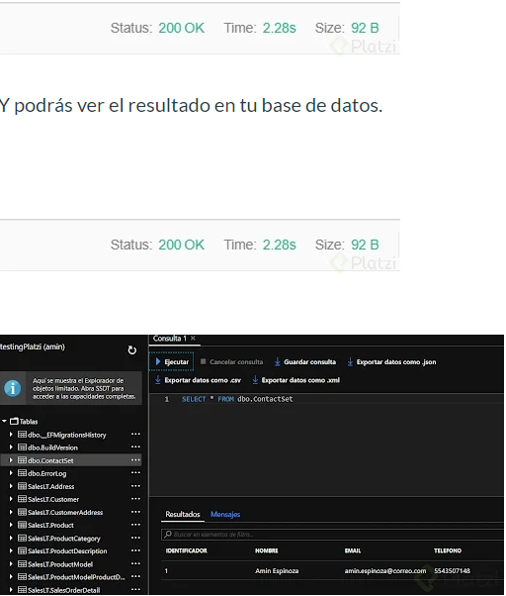 Status: 200 OK Time: 2.28s Size: 92 B
Platzi
Y podrás ver el resultado en tu base de datos.
Status: 200 OK Time: 2.28s Size: 92 B
Platzi
testingPlatzi (amin)
Aquí se muestra el Explorador de
objetos limitado. Abra SSDT para
acceder a las capacidades completas.
Tablas
dbo.__EFMigrationsHistory
dbo.BuildVersion
dbo.ContactSet
dbo.ErrorLog
SalesLT.Address
SalesLT.Customer
SalesLT.CustomerAddress
SalesLT.Product
SalesLT.ProductCategory
SalesLT.ProductDescription
SalesLT.ProductModel
SalesLT.ProductModelProductD...
SalesLT.SalesOrderDetail
Consulta 1 ×
Ejecutar Cancelar consulta Guardar consulta Exportar datos como .json
Exportar datos como .csv Exportar datos como .xml
1 SELECT * FROM dbo.ContactSet
Resultados Mensajes
Buscar en elementos de filtro...
IDENTIFICADOR NOMBRE EMAIL TELEFONO
1 Amin Espinoza amin.espinoza@correo.com 5543507148
Platzi